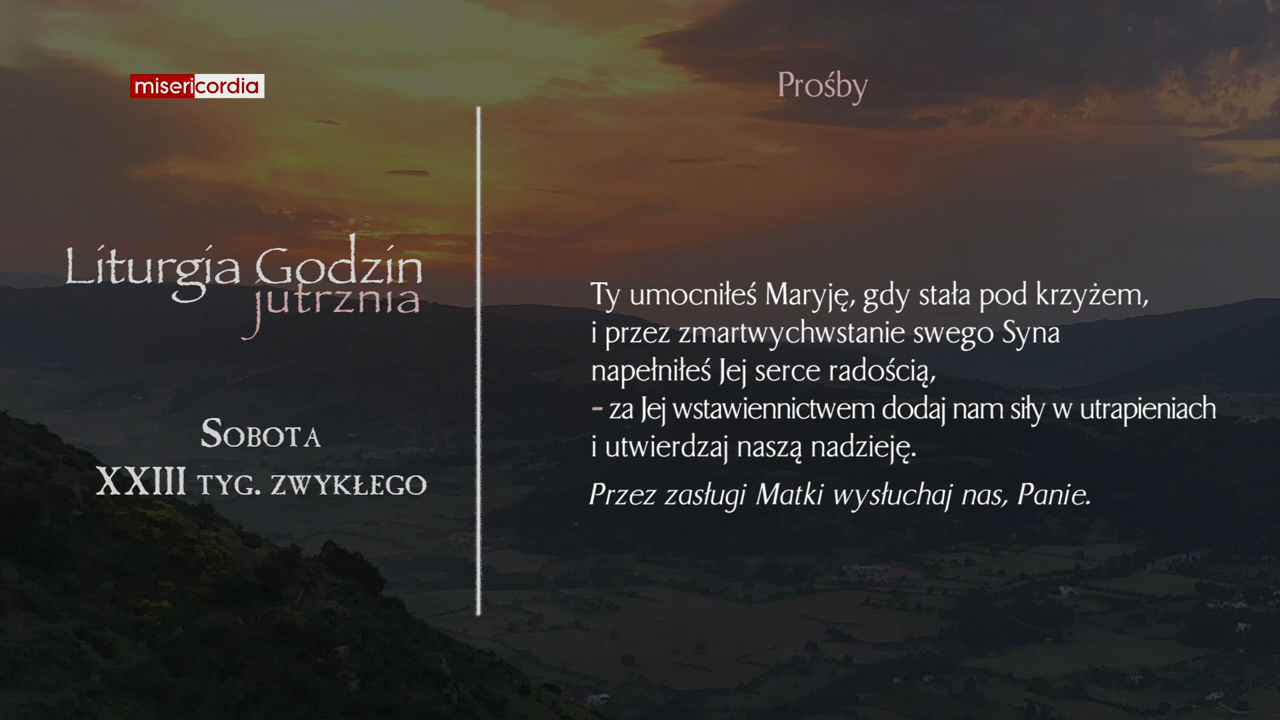 misericordia
Liturgia Godzin
jutrznia
Sobota
XXIII tyg. zwykłego
Prośby
Ty umocniłeś Maryję, gdy stała pod krzyżem,
i przez zmartwychwstanie swego Syna
napełniłeś Jej serce radością,
- za Jej wstawiennictwem dodaj nam siły w utrapieniach
i utwierdzaj naszą nadzieję.
Przez zasługi Matki wysłuchaj nas, Panie.